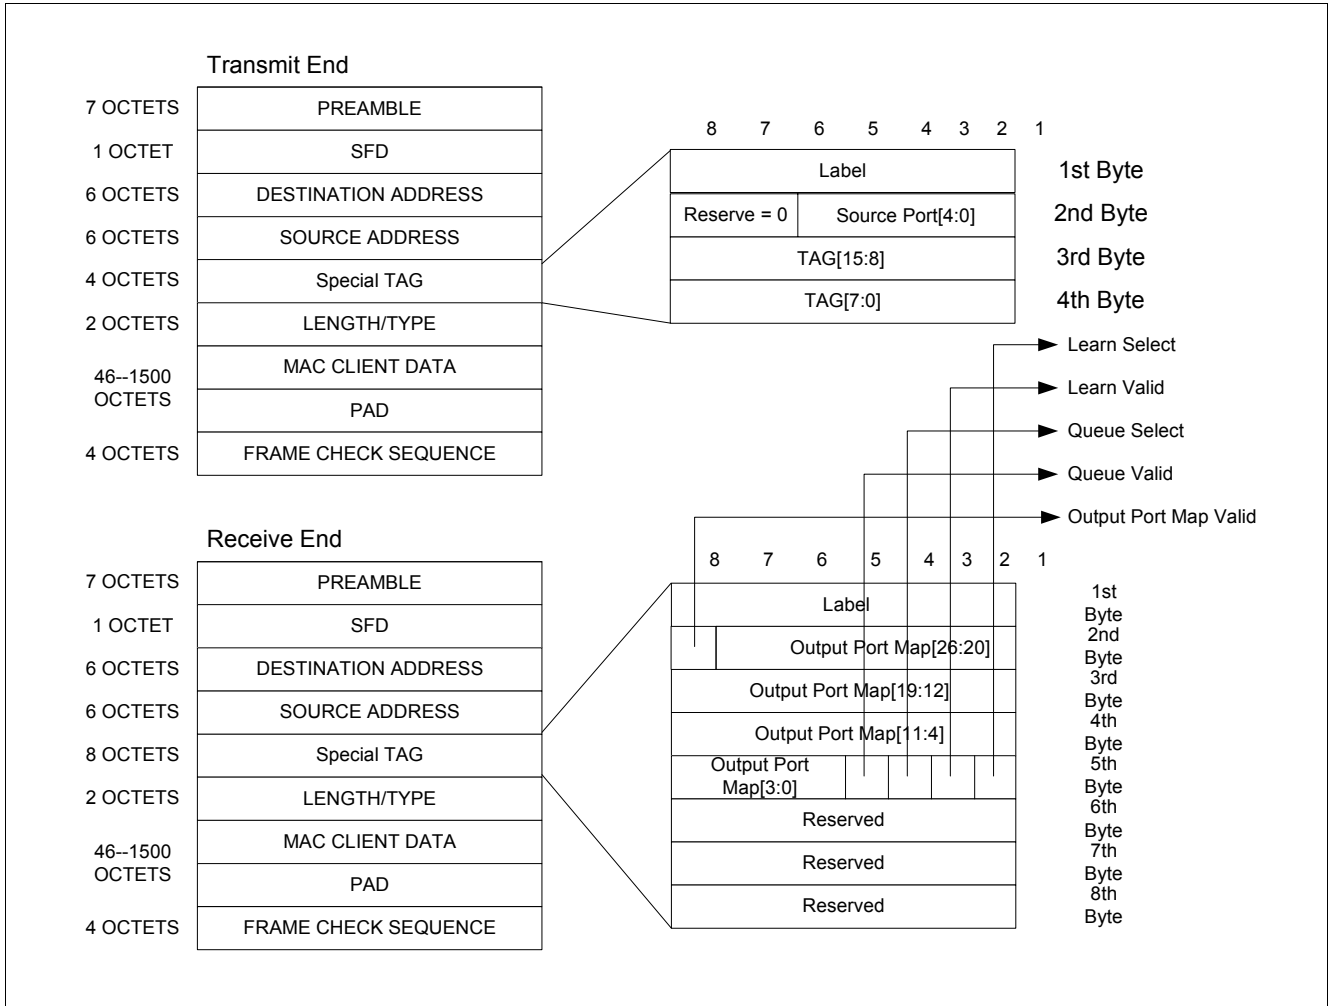 Transmit End
7 OCTETS PREAMBLE
1 OCTET SFD
6 OCTETS DESTINATION ADDRESS
6 OCTETS SOURCE ADDRESS
4 OCTETS Special TAG
2 OCTETS LENGTH/TYPE
46--1500
OCTETS
MAC CLIENT DATA
PAD
4 OCTETS FRAME CHECK SEQUENCE
8 7 6 5 4 3 2 1
Label 1st Byte
Reserve = 0 Source Port[4:0] 2nd Byte
TAG[15:8] 3rd Byte
TAG[7:0] 4th Byte
Learn Select
Learn Valid
Queue Select
Queue Valid
Output Port Map Valid
Receive End
7 OCTETS PREAMBLE
1 OCTET SFD
6 OCTETS DESTINATION ADDRESS
6 OCTETS SOURCE ADDRESS
8 OCTETS Special TAG
2 OCTETS LENGTH/TYPE
46--1500
OCTETS
MAC CLIENT DATA
PAD
4 OCTETS FRAME CHECK SEQUENCE
8 7 6 5 4 3 2 1
Label
1st
Byte
Output Port Map[26:20]
2nd
Byte
Output Port Map[19:12]
3rd
Byte
Output Port Map[11:4]
4th
Byte
Output Port
Map[3:0]
5th
Byte
Reserved
6th
Byte
Reserved
7th
Byte
Reserved
8th
Byte